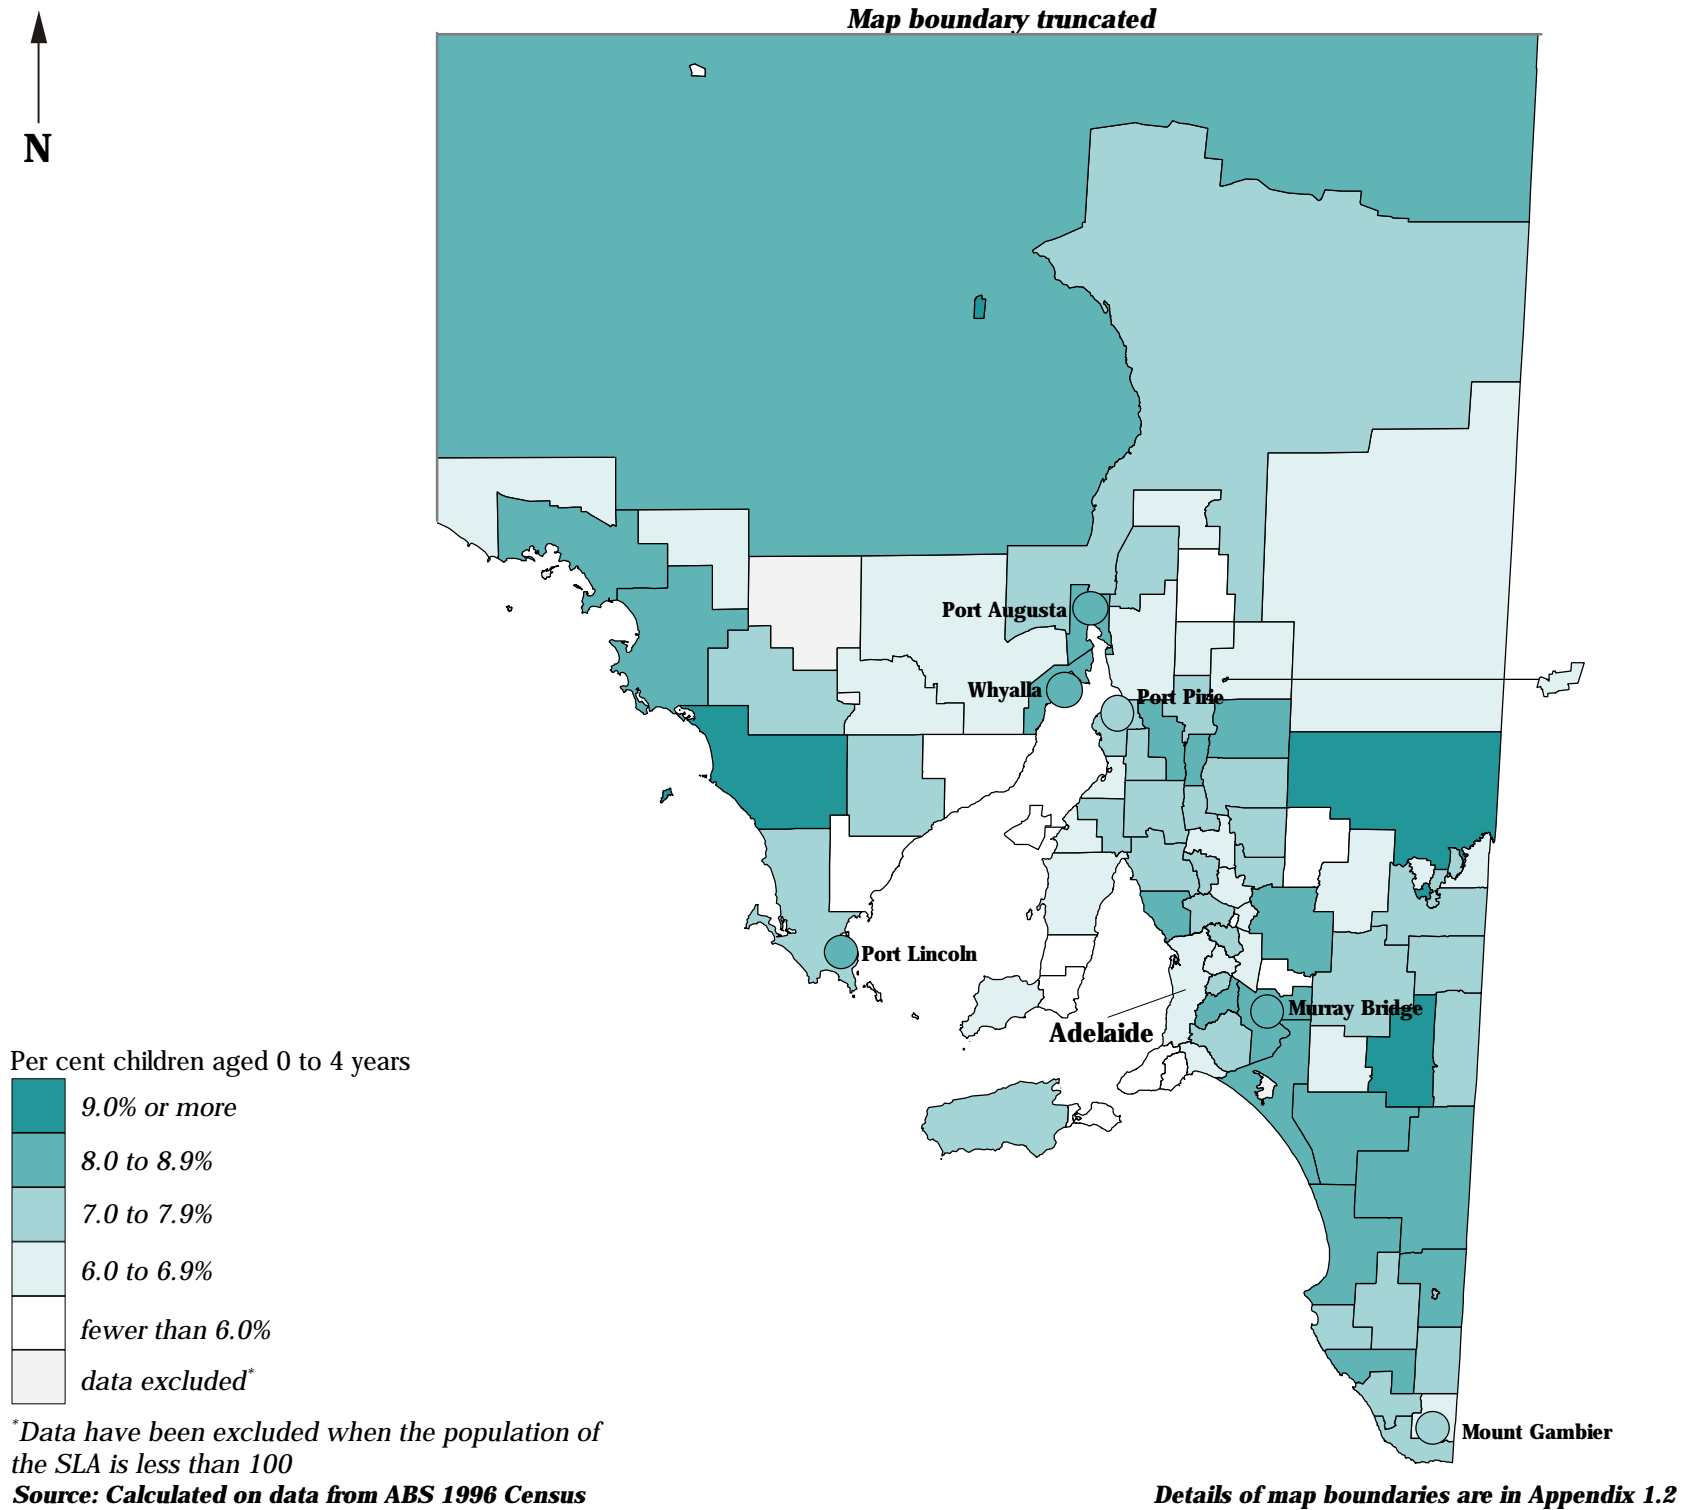 Map boundary truncated
N
Port Augusta
Whyalla
Port Pirie
Port Lincoln
Murray Bridge
Adelaide
Per cent children aged 0 to 4 years
9.0% or more
8.0 to 8.9%
7.0 to 7.9%
6.0 to 6.9%
fewer than 6.0%
data excluded*
*Data have been excluded when the population of
the SLA is less than 100
Mount Gambier
Source: Calculated on data from ABS 1996 Census
Details of map boundaries are in Appendix 1.2